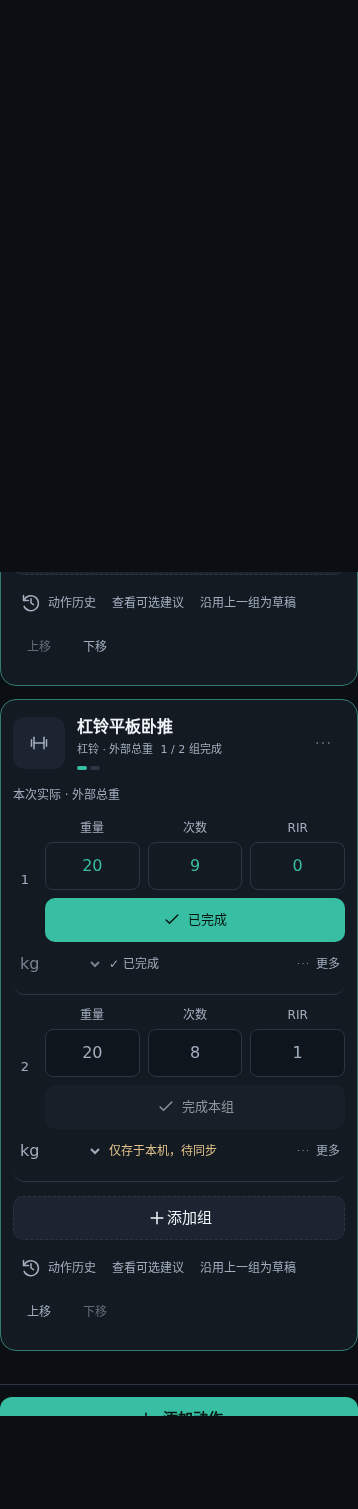 动作历史 查看可选建议 沿用上一组为草稿
上移 下移
杠铃平板卧推
杠铃 · 外部总重 1 / 2 组完成
···
本次实际 · 外部总重
重量 次数 RIR
1 20 9 0
✓ 已完成
kg ✓ 已完成 ··· 更多
重量 次数 RIR
2 20 8 1
✓ 完成本组
kg 仅存于本机，待同步 ··· 更多
+添加组
动作历史 查看可选建议 沿用上一组为草稿
上移 下移
+ 添加动作